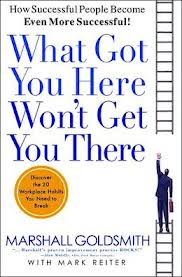 How Successful People Become
Even More Successful!
What Got
You Here
Won't Get
You There
Discover
the 20
Workplace Habits
You Need to
Break
MARSHALL GOLDSMITH
WITH MARK REITER